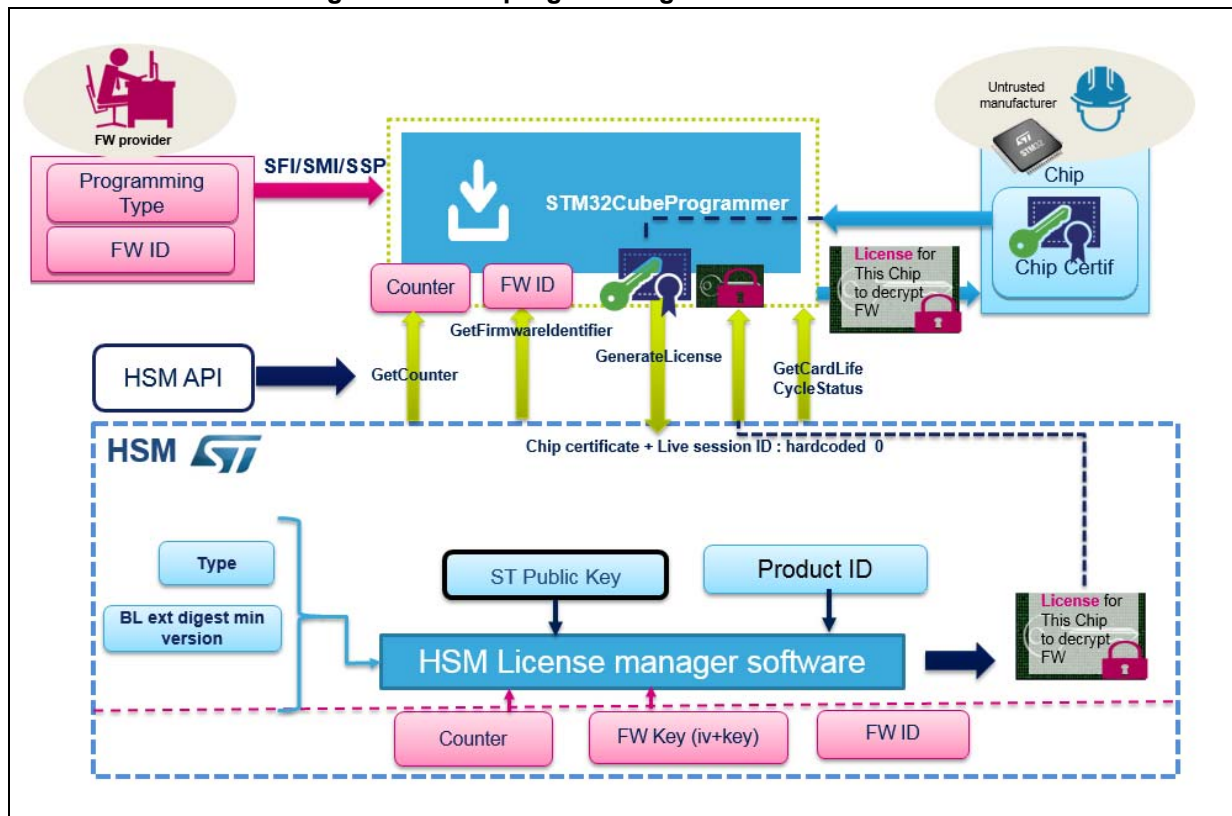 FW provider
Programming
Type
FW ID
SFI/SMI/SSP
STM32CubeProgrammer
Untrusted
manufacturer
STM32
Chip
Chip Certif
License for
This Chip
to decrypt
FW
Counter
FW ID
GetFirmwareIdentifier
GenerateLicense
GetCounter
GetCardLife
CycleStatus
HSM API
HSM
Chip certificate + Live session ID : hardcoded 0
Type
BL ext digest min
version
ST Public Key
Product ID
HSM License manager software
License for
This Chip
to decrypt
FW
Counter
FW Key (iv+key)
FW ID